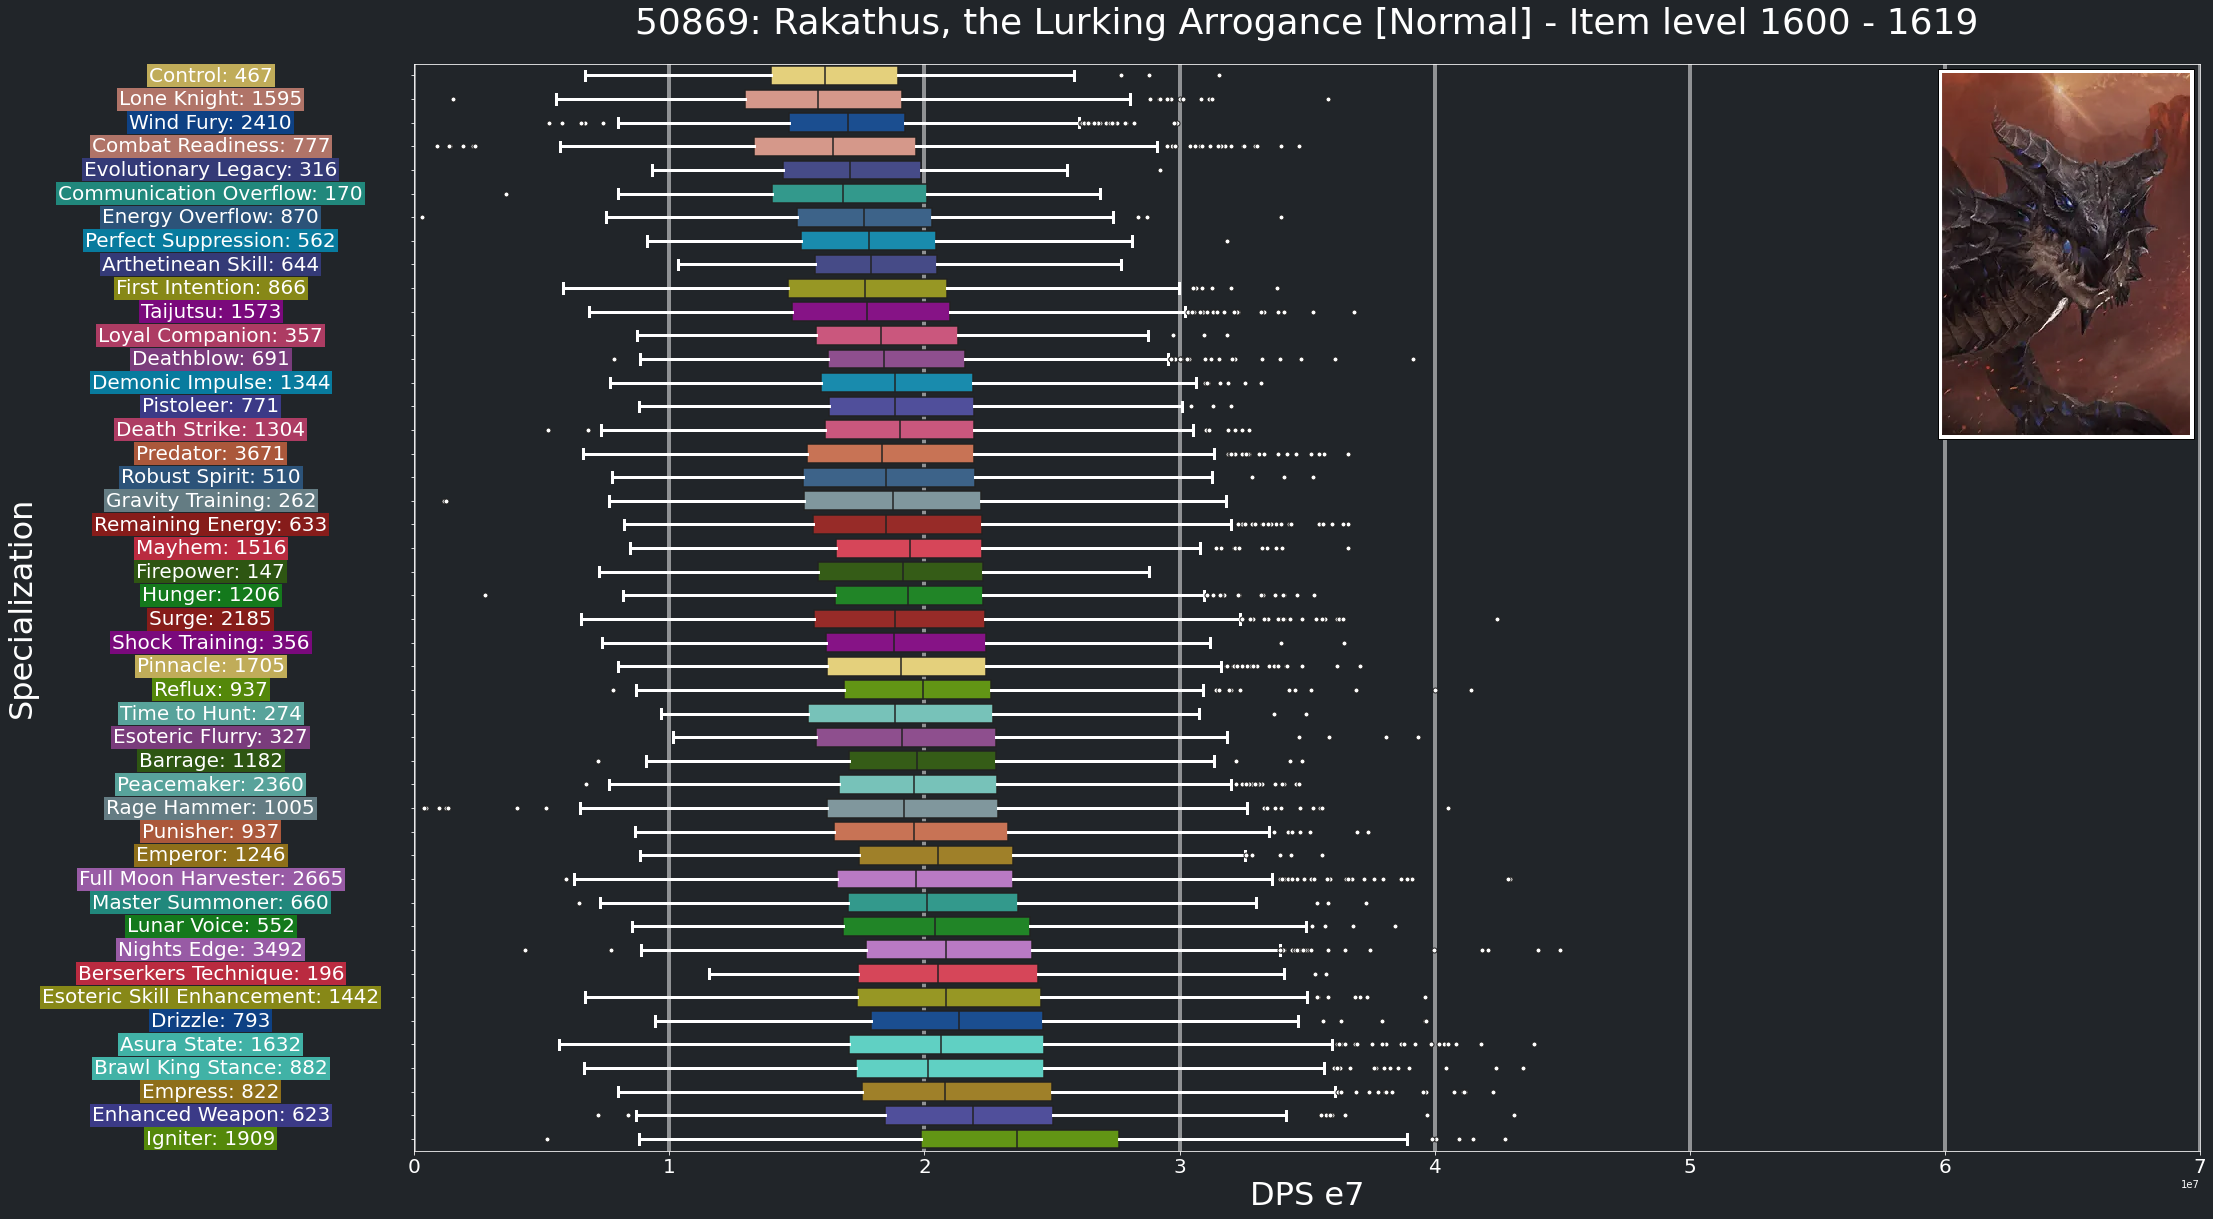 50869: Rakathus, the Lurking Arrogance [Normal] - Item level 1600 - 1619
Control: 467
Lone Knight: 1595
Wind Fury: 2410
Combat Readiness: 777
Evolutionary Legacy: 316
Communication Overflow: 170
Energy Overflow: 870
Perfect Suppression: 562
Arthetinean Skill: 644
First Intention: 866
Taijutsu: 1573
Loyal Companion: 357
Deathblow: 691
Demonic Impulse: 1344
Pistoleer: 771
Death Strike: 1304
Predator: 3671
Robust Spirit: 510
Gravity Training: 262
Remaining Energy: 633
Mayhem: 1516
Firepower: 147
Hunger: 1206
Surge: 2185
Shock Training: 356
Pinnacle: 1705
Reflux: 937
Time to Hunt: 274
Esoteric Flurry: 327
Barrage: 1182
Peacemaker: 2360
Rage Hammer: 1005
Punisher: 937
Emperor: 1246
Full Moon Harvester: 2665
Master Summoner: 660
Lunar Voice: 552
Nights Edge: 3492
Berserkers Technique: 196
Esoteric Skill Enhancement: 1442
Drizzle: 793
Asura State: 1632
Brawl King Stance: 882
Empress: 822
Enhanced Weapon: 623
Igniter: 1909
Specialization
0 1 2 3 4 5 6 7
1e7
DPS e7